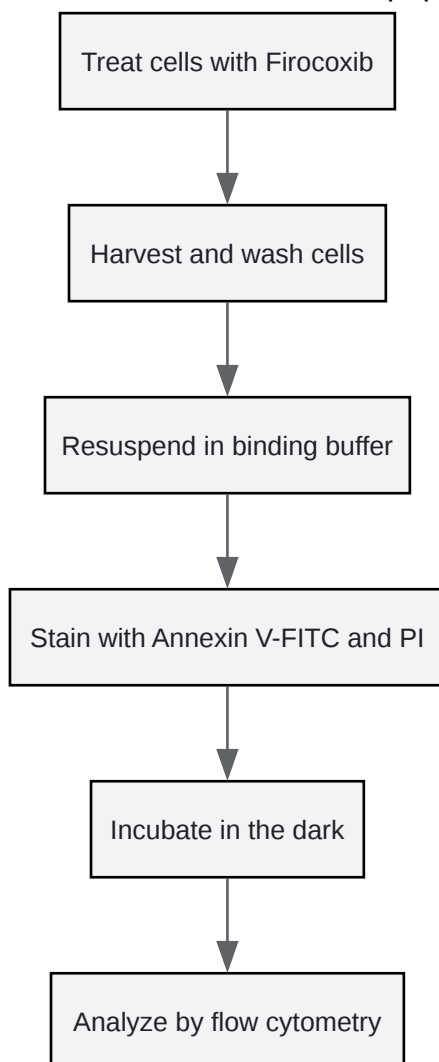 Treat cells with Firocoxib
Harvest and wash cells
Resuspend in binding buffer
Stain with Annexin V-FITC and PI
Incubate in the dark
Analyze by flow cytometry